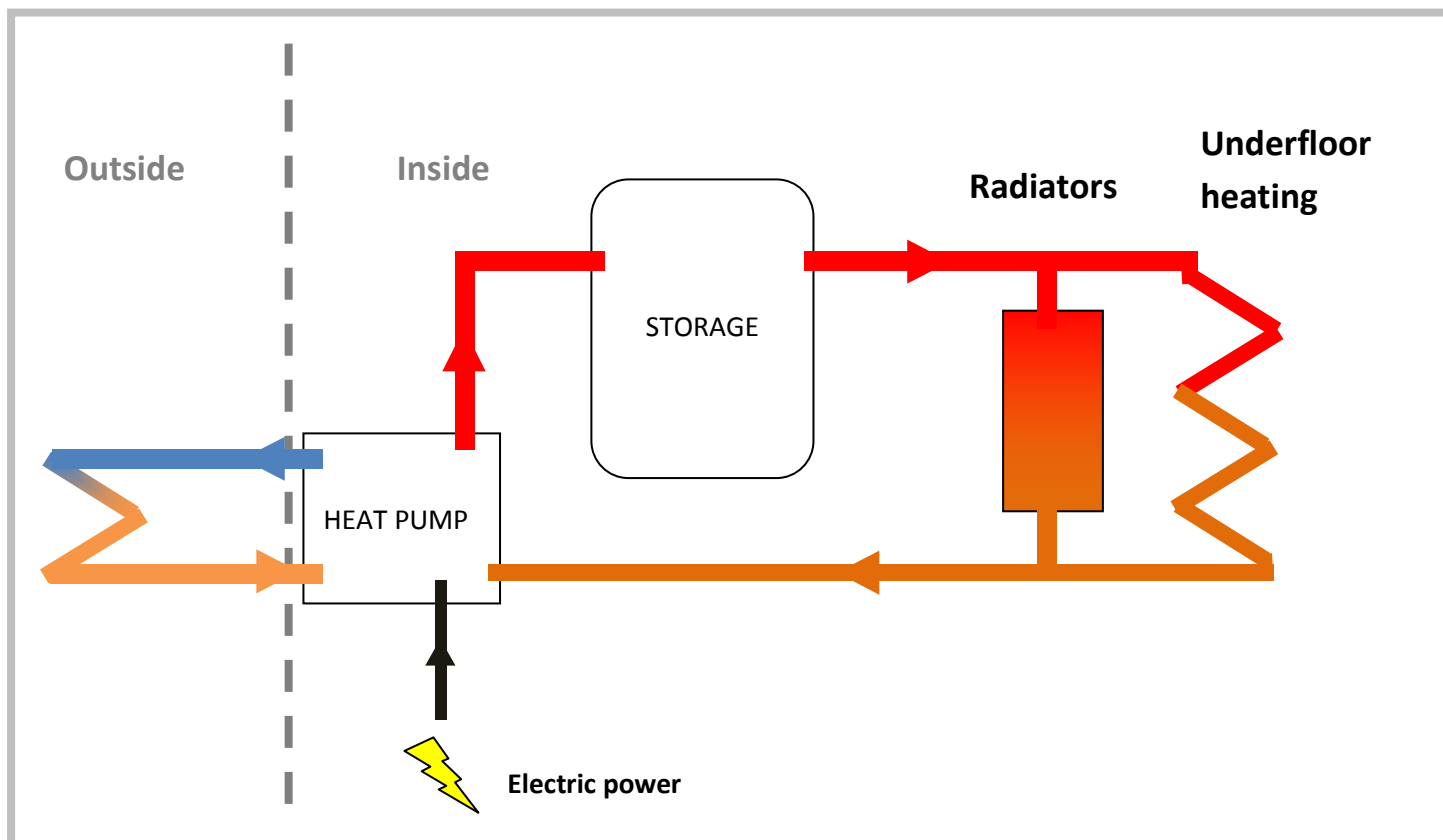 Outside
Inside
Radiators
Underfloor
heating
STORAGE
HEAT PUMP
Electric power